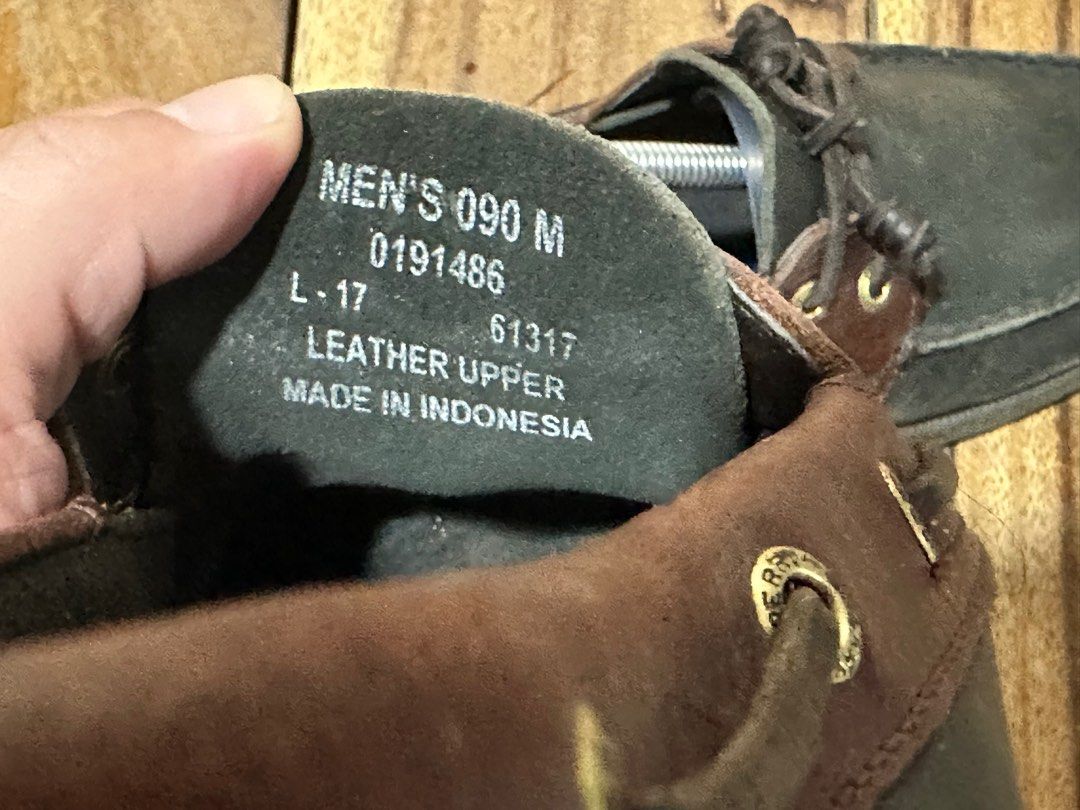 MEN'S 090 M
0191486
L - 17
61317
LEATHER UPPER
MADE IN INDONESIA